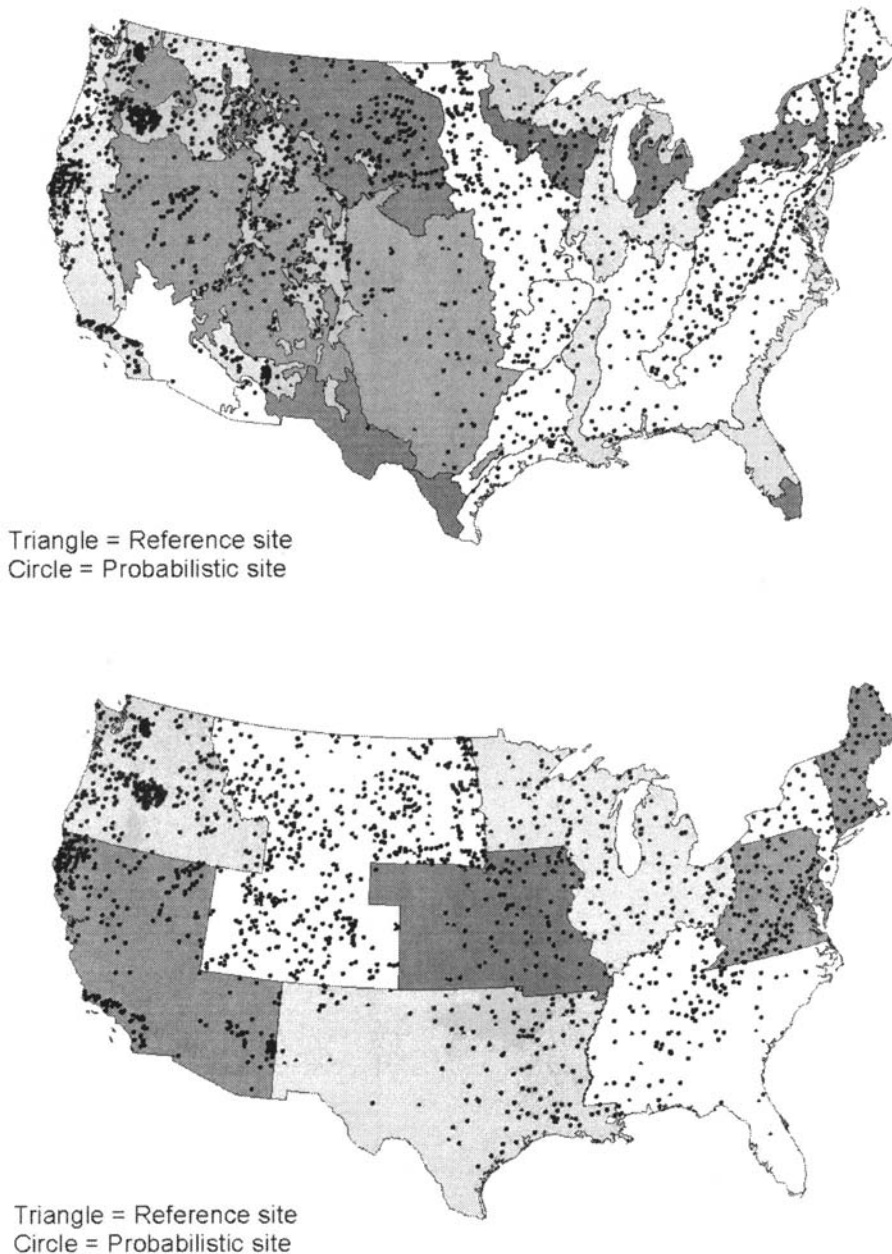 Triangle = Reference site
Circle = Probabilistic site
Triangle = Reference site
Circle = Probabilistic site